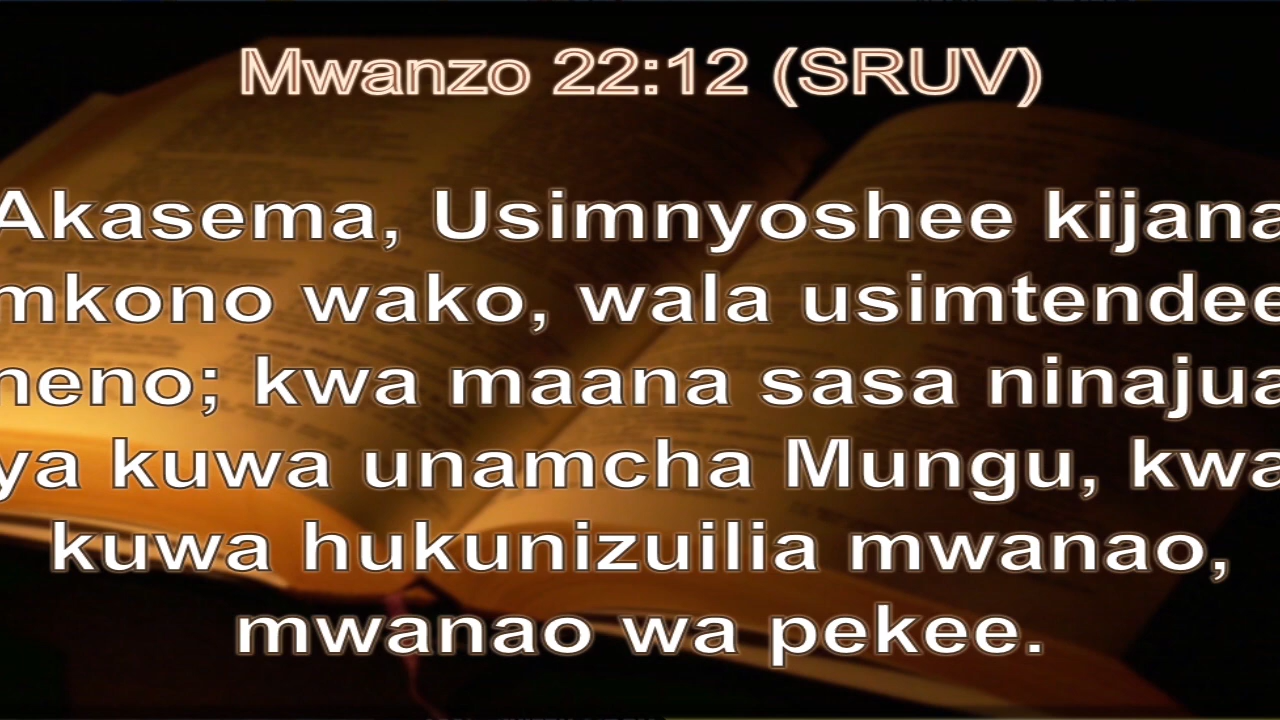 Mwanzo 22:12 (SRUV)
Akasema, Usimnyoshee kijana
mkono wako, wala usimtendee
neno; kwa maana sasa ninajua
ya kuwa unamcha Mungu, kwa
kuwa hukunizuilia mwanao,
mwanao wa pekee.